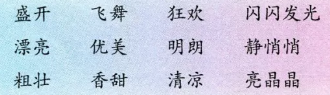 盛开 飞舞 狂欢 闪闪发光
漂亮 优美 明朗 静悄悄
粗壮 香甜 清凉 亮晶晶